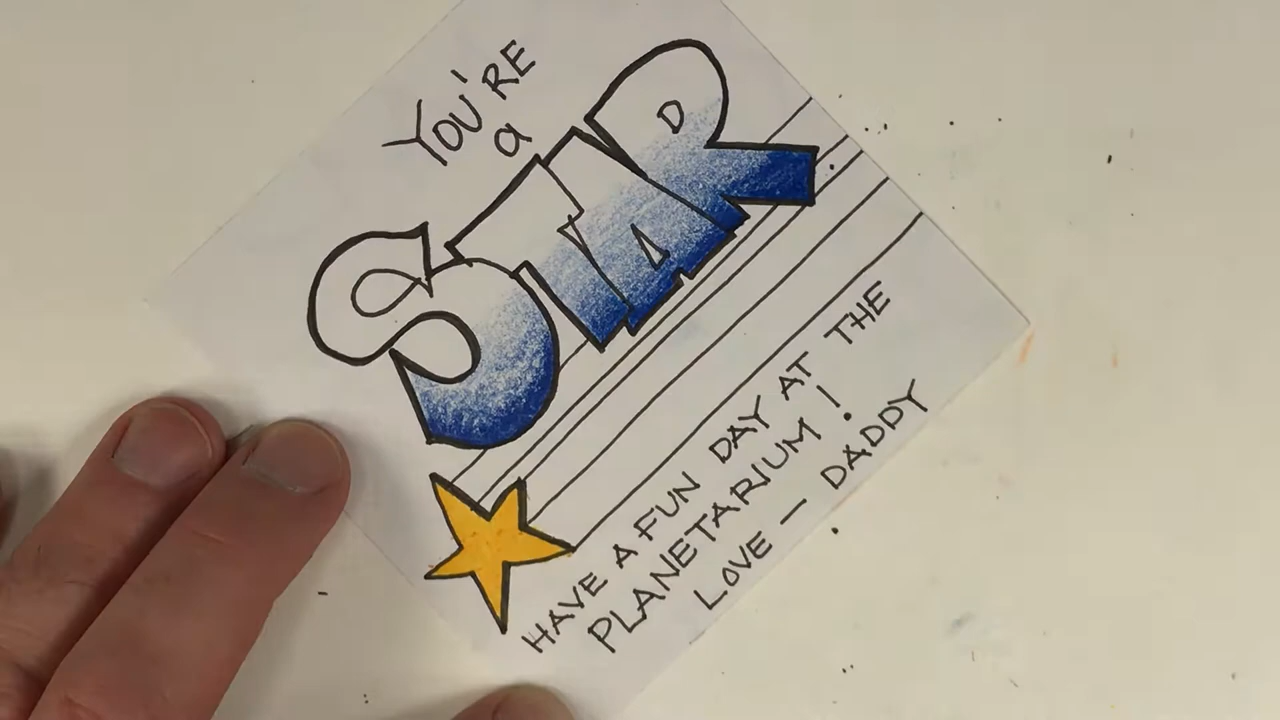 YOU'RE
a
STAR
HAVE A FUN DAY AT THE
PLANETARIUM!
LOVE — DADDY